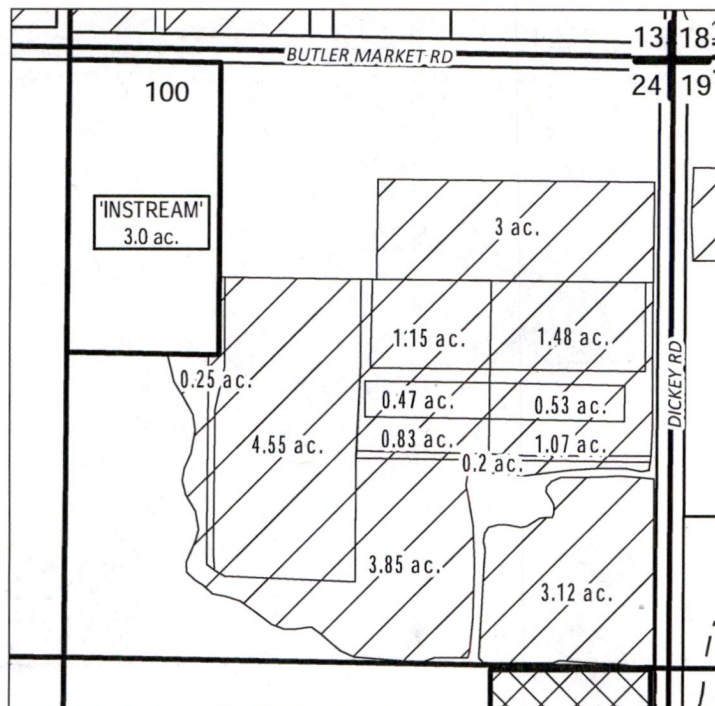 13 18
BUTLER MARKET RD
24 19
100
'INSTREAM'
3.0 ac.
3 ac.
1.15 ac.
1.48 ac.
0.25 ac.
0.47 ac.
0.53 ac.
4.55 ac.
0.83 ac.
1.07 ac.
0.2 ac.
DICKEY RD
3.85 ac.
3.12 ac.